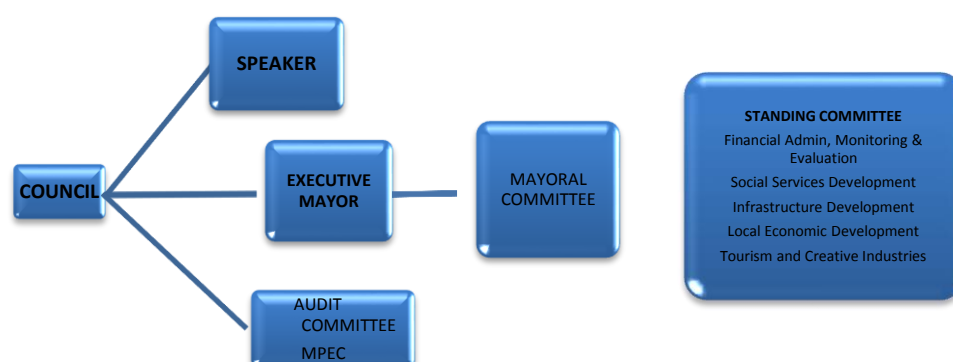 SPEAKER
COUNCIL
EXECUTIVE
MAYOR
MAYORAL
COMMITTEE
STANDING COMMITTEE
Financial Admin, Monitoring &
Evaluation
Social Services Development
Infrastructure Development
Local Economic Development
Tourism and Creative Industries
AUDIT
COMMITTEE
MPEC